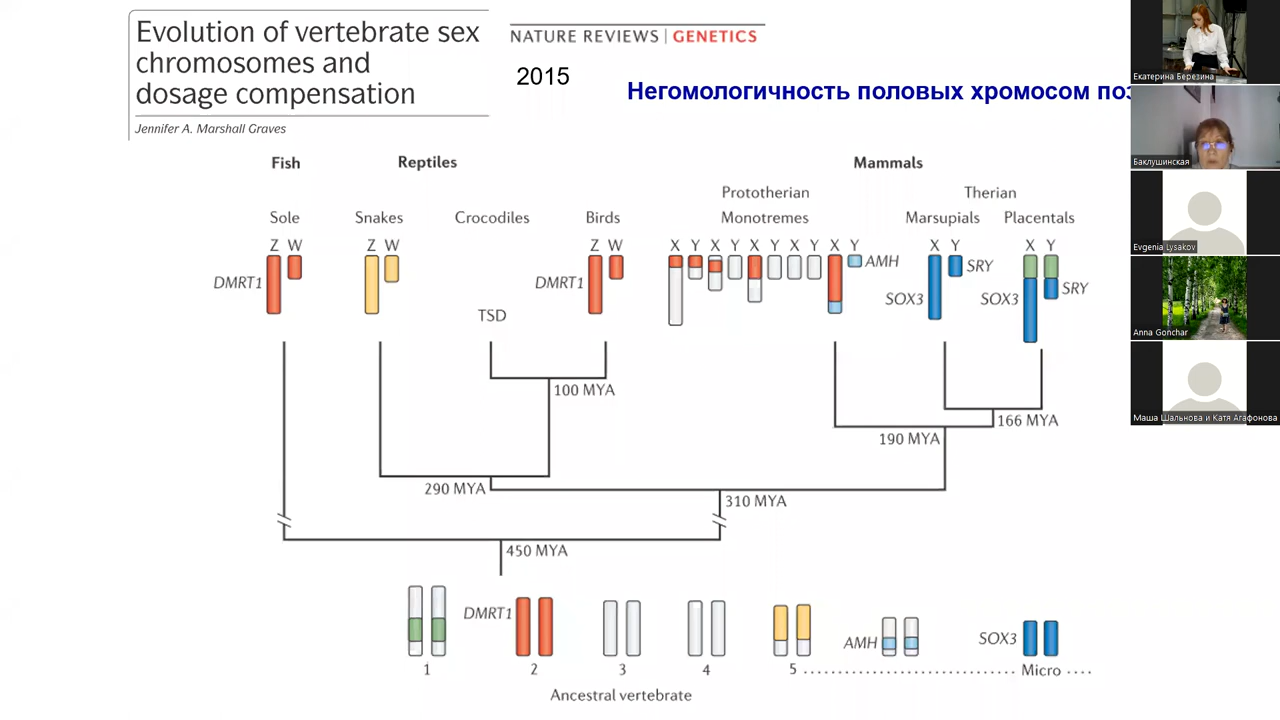 Evolution of vertebrate sex
chromosomes and
dosage compensation
Jennifer A. Marshall Graves
NATURE REVIEWS | GENETICS
2015
Негомологичность половых хромосом
Fish
Reptiles
Mammals
Prototherian
Therian
Sole
Snakes
Crocodiles
Birds
Monotremes
Marsupials
Placentals
Z W
Z W
Z W
X Y X Y X Y X Y X Y
X Y
X Y
DMRT1
DMRT1
AMH
SOX3
SRY
SOX3
SRY
TSD
100 MYA
166 MYA
190 MYA
290 MYA
310 MYA
450 MYA
DMRT1
AMH
SOX3
1
2
3
4
5
Micro
Ancestral vertebrate
Екатерина Березина
Баклушинская
Evgenia Lysakov
Anna Gonchar
Маша Шальнова и Катя Агафонова